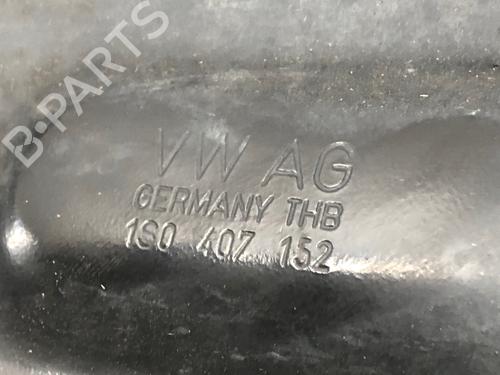 B-PARTS
VW AG
GERMANY THB
1S0 407 152